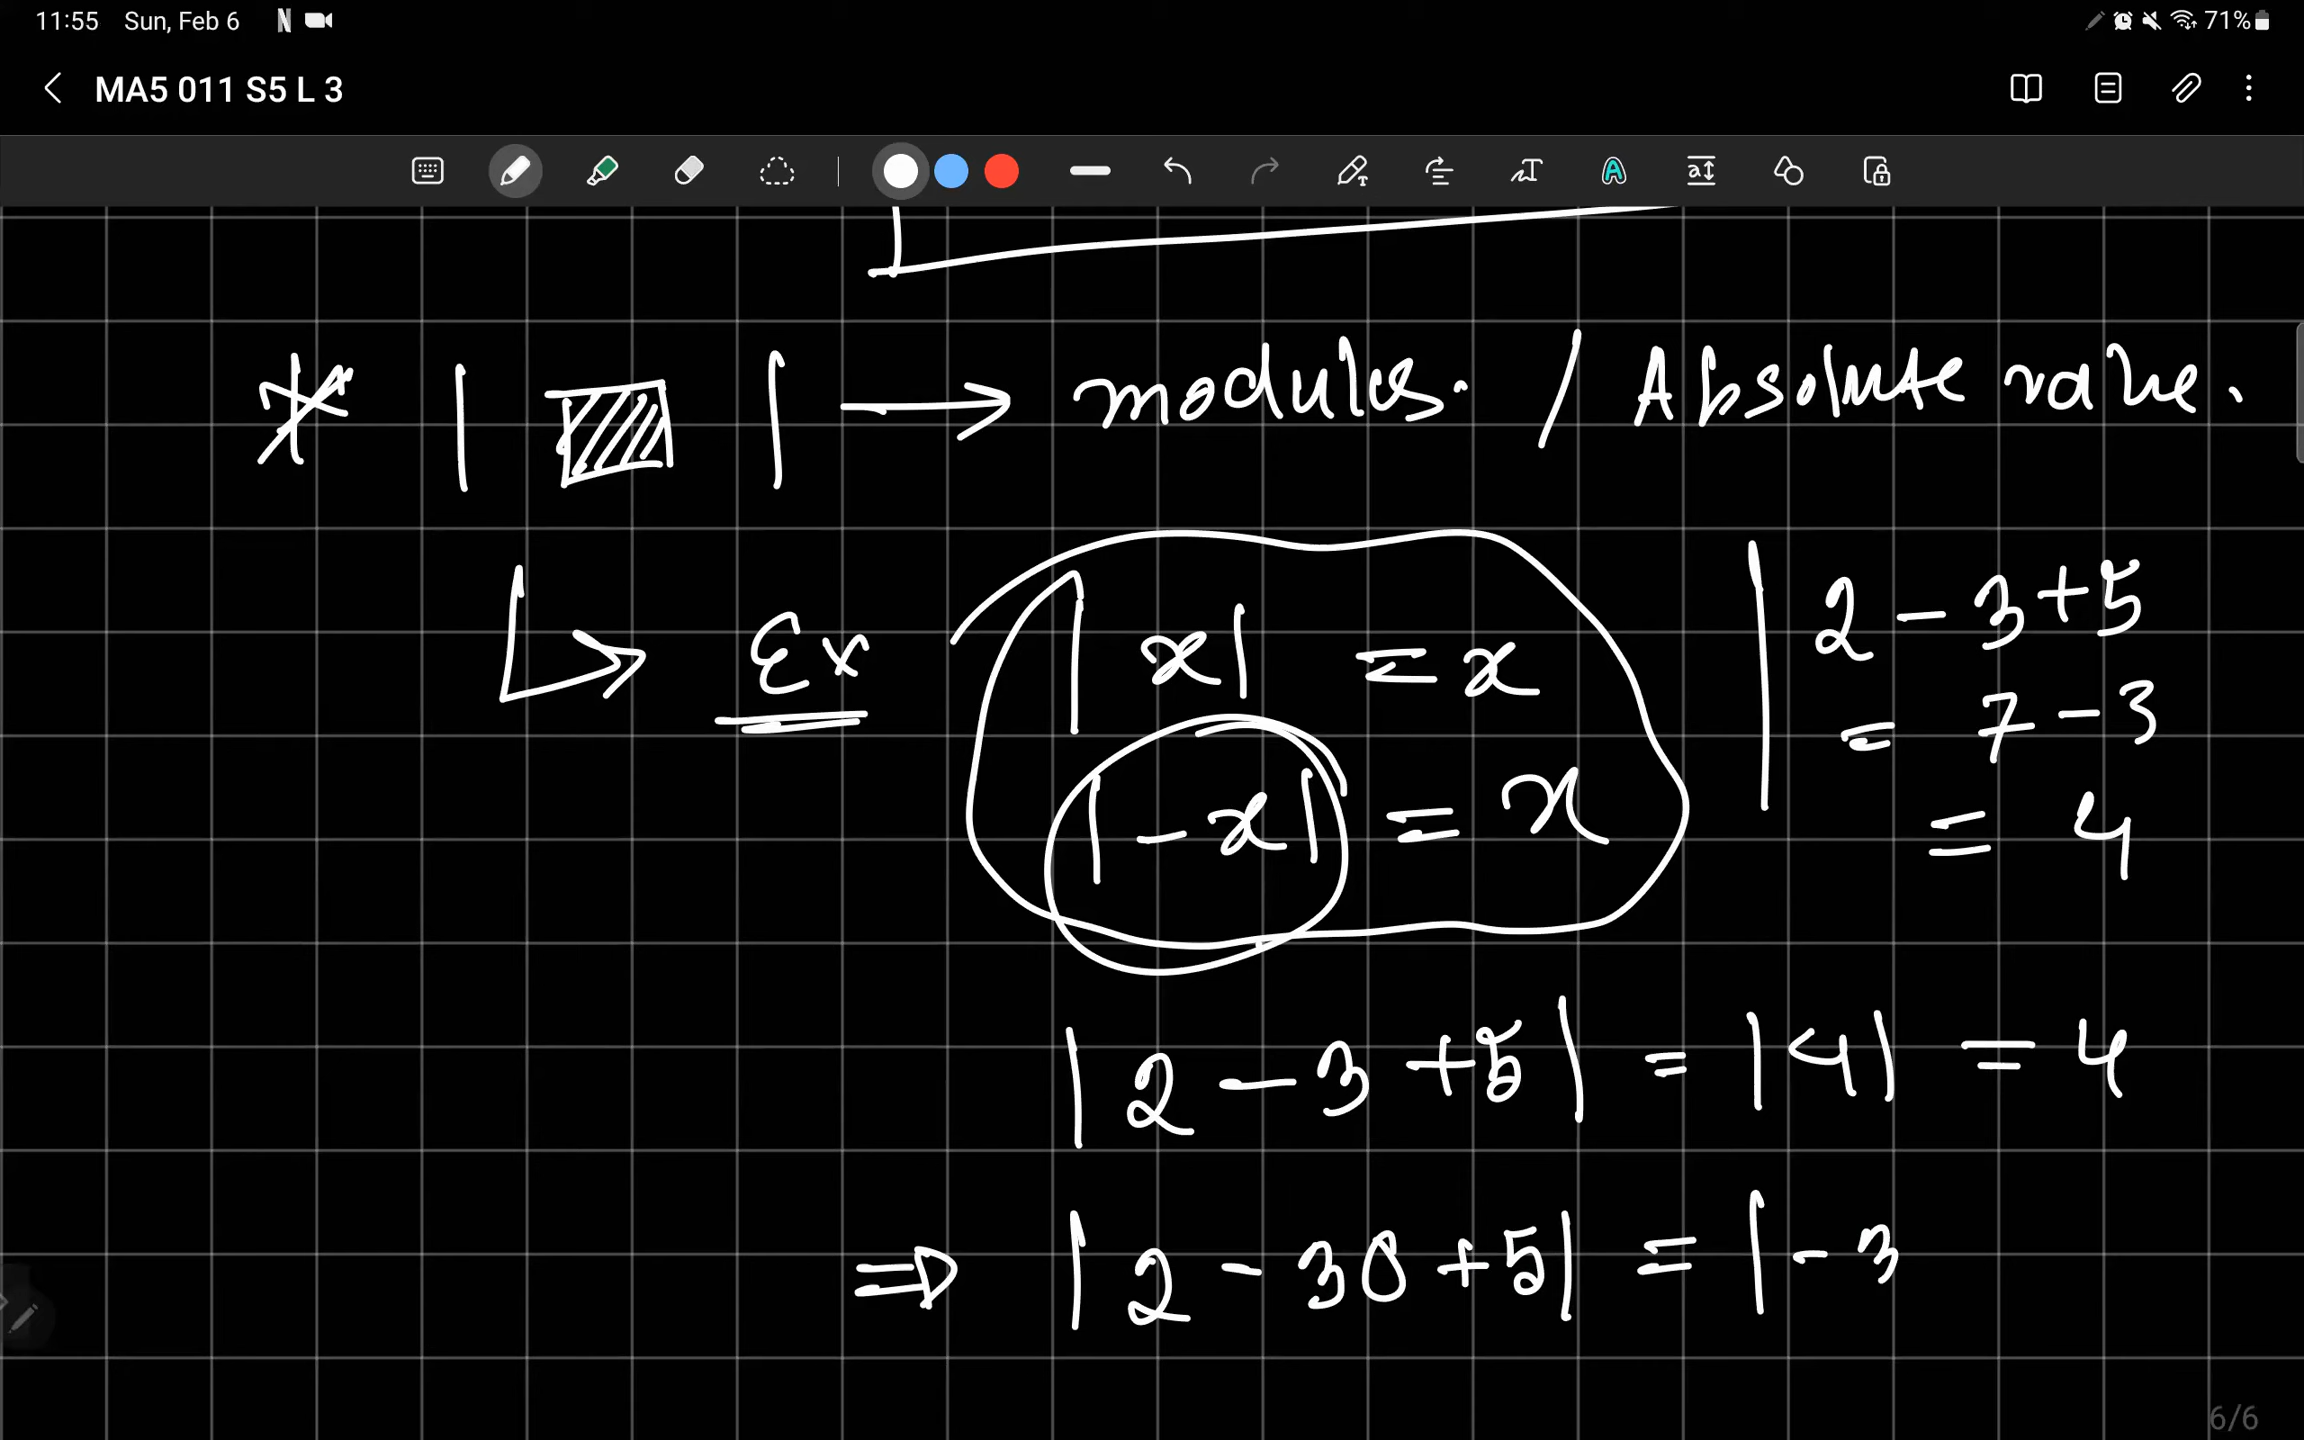 11:55 Sun, Feb 6 N 71%
MA5 011 S5 L 3
* | | → modules. / Absolute value.
Ex |x| = x
|-x| = x
2 - 3 + 5
= 7 - 3
= 4
|2 - 3 + 5| = |4| = 4
⇒ |2 - 30 + 5| = |-3
6/6